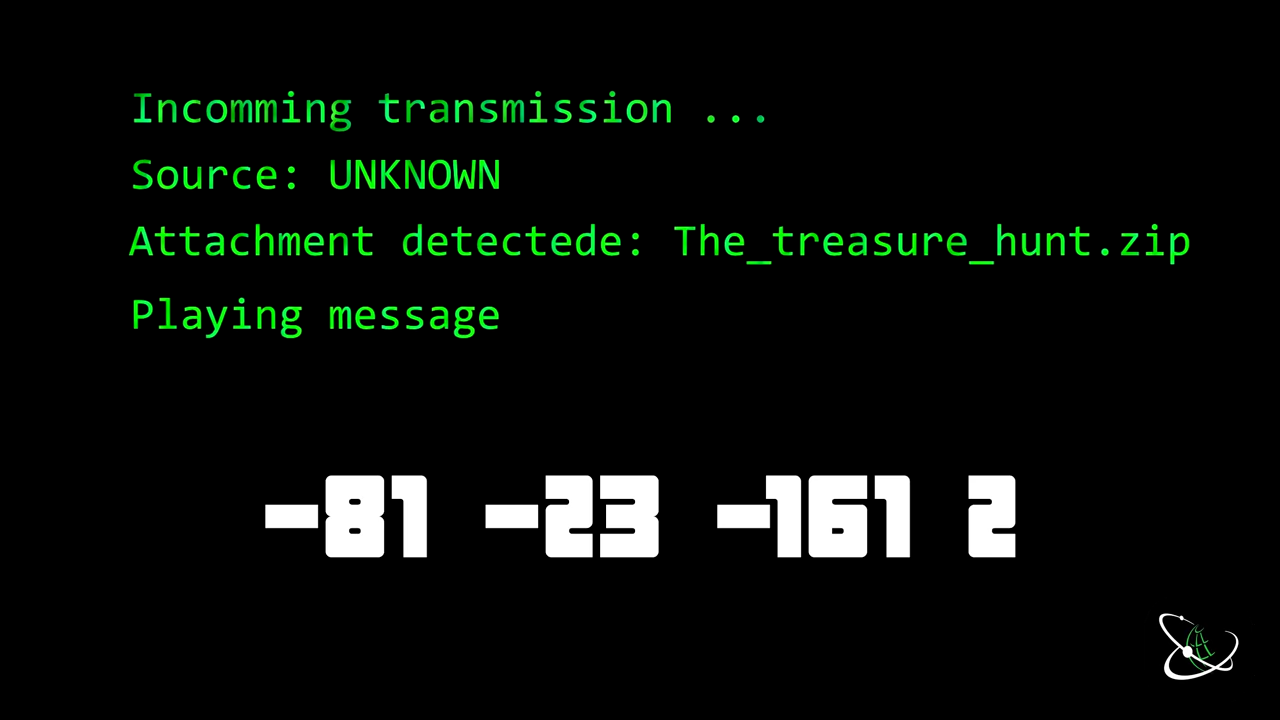 Incomming transmission ...
Source: UNKNOWN
Attachment detectede: The_treasure_hunt.zip
Playing message
-81 -23 -161 2